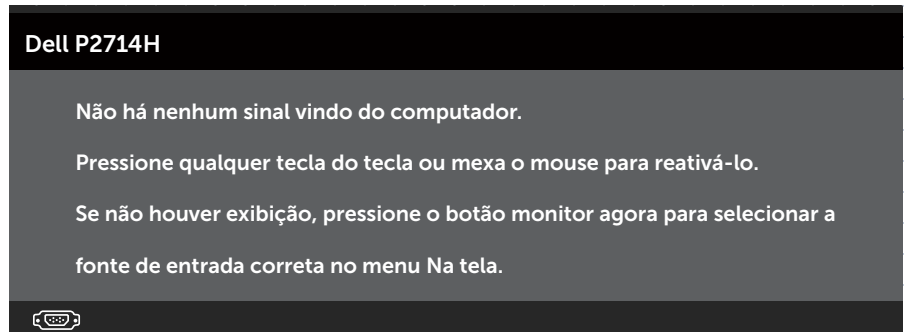 Dell P2714H
Não há nenhum sinal vindo do computador.
Pressione qualquer tecla do tecla ou mexa o mouse para reativá-lo.
Se não houver exibição, pressione o botão monitor agora para selecionar a
fonte de entrada correta no menu Na tela.